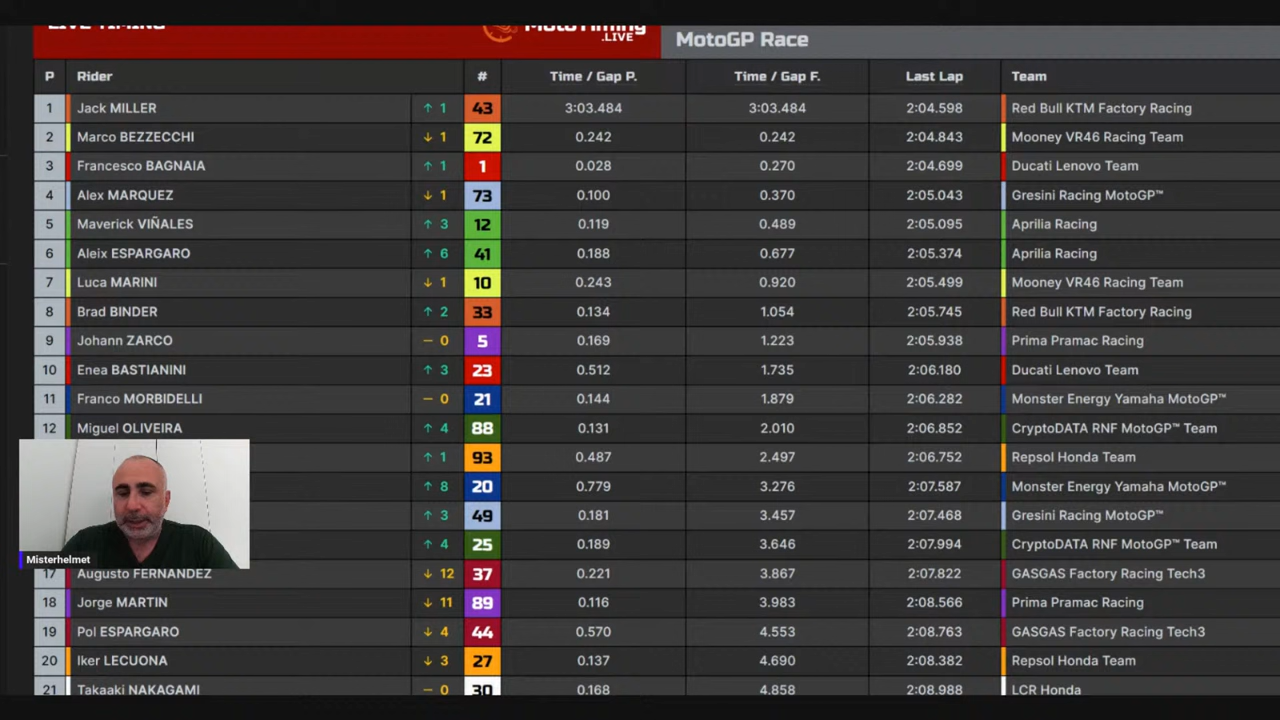 LIVE TIMING
MotoTiming
.LIVE
MotoGP Race
P Rider # Time / Gap P. Time / Gap F. Last Lap Team
1 Jack MILLER ↑ 1 43 3:03.484 3:03.484 2:04.598 Red Bull KTM Factory Racing
2 Marco BEZZECCHI ↓ 1 72 0.242 0.242 2:04.843 Mooney VR46 Racing Team
3 Francesco BAGNAIA ↑ 1 1 0.028 0.270 2:04.699 Ducati Lenovo Team
4 Alex MARQUEZ ↓ 1 73 0.100 0.370 2:05.043 Gresini Racing MotoGP™
5 Maverick VIÑALES ↑ 3 12 0.119 0.489 2:05.095 Aprilia Racing
6 Aleix ESPARGARO ↑ 6 41 0.188 0.677 2:05.374 Aprilia Racing
7 Luca MARINI ↓ 1 10 0.243 0.920 2:05.499 Mooney VR46 Racing Team
8 Brad BINDER ↑ 2 33 0.134 1.054 2:05.745 Red Bull KTM Factory Racing
9 Johann ZARCO – 0 5 0.169 1.223 2:05.938 Prima Pramac Racing
10 Enea BASTIANINI ↑ 3 23 0.512 1.735 2:06.180 Ducati Lenovo Team
11 Franco MORBIDELLI – 0 21 0.144 1.879 2:06.282 Monster Energy Yamaha MotoGP™
12 Miguel OLIVEIRA ↑ 4 88 0.131 2.010 2:06.852 CryptoDATA RNF MotoGP™ Team
↑ 1 93 0.487 2.497 2:06.752 Repsol Honda Team
↑ 8 20 0.779 3.276 2:07.587 Monster Energy Yamaha MotoGP™
↑ 3 49 0.181 3.457 2:07.468 Gresini Racing MotoGP™
↑ 4 25 0.189 3.646 2:07.994 CryptoDATA RNF MotoGP™ Team
Misterhelmet
17 Augusto FERNANDEZ ↓ 12 37 0.221 3.867 2:07.822 GASGAS Factory Racing Tech3
18 Jorge MARTIN ↓ 11 89 0.116 3.983 2:08.566 Prima Pramac Racing
19 Pol ESPARGARO ↓ 4 44 0.570 4.553 2:08.763 GASGAS Factory Racing Tech3
20 Iker LECUONA ↓ 3 27 0.137 4.690 2:08.382 Repsol Honda Team
21 Takaaki NAKAGAMI – 0 30 0.168 4.858 2:08.988 LCR Honda